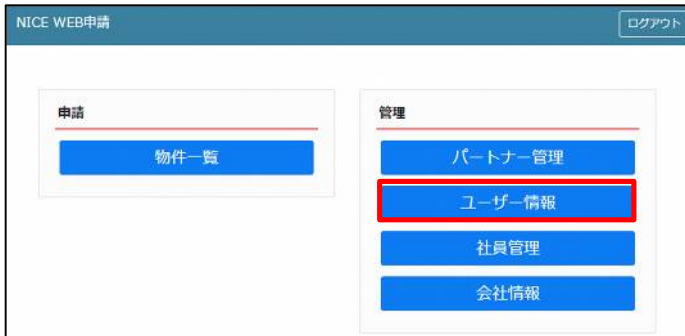 NICE WEB申請
ログアウト
申請
物件一覧
管理
パートナー管理
ユーザー情報
社員管理
会社情報